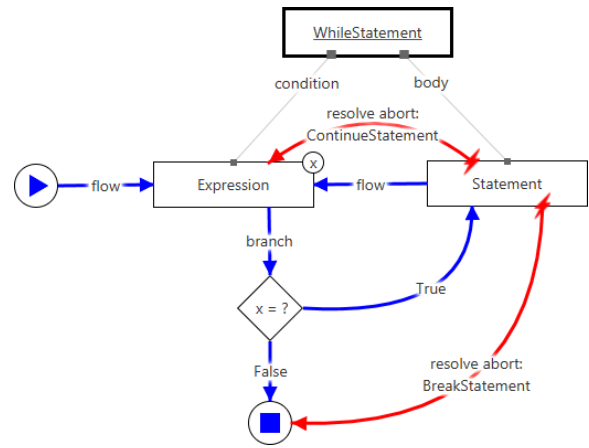 WhileStatement
condition
body
resolve abort:
ContinueStatement
x
flow
Expression
flow
Statement
branch
x = ?
True
False
resolve abort:
BreakStatement